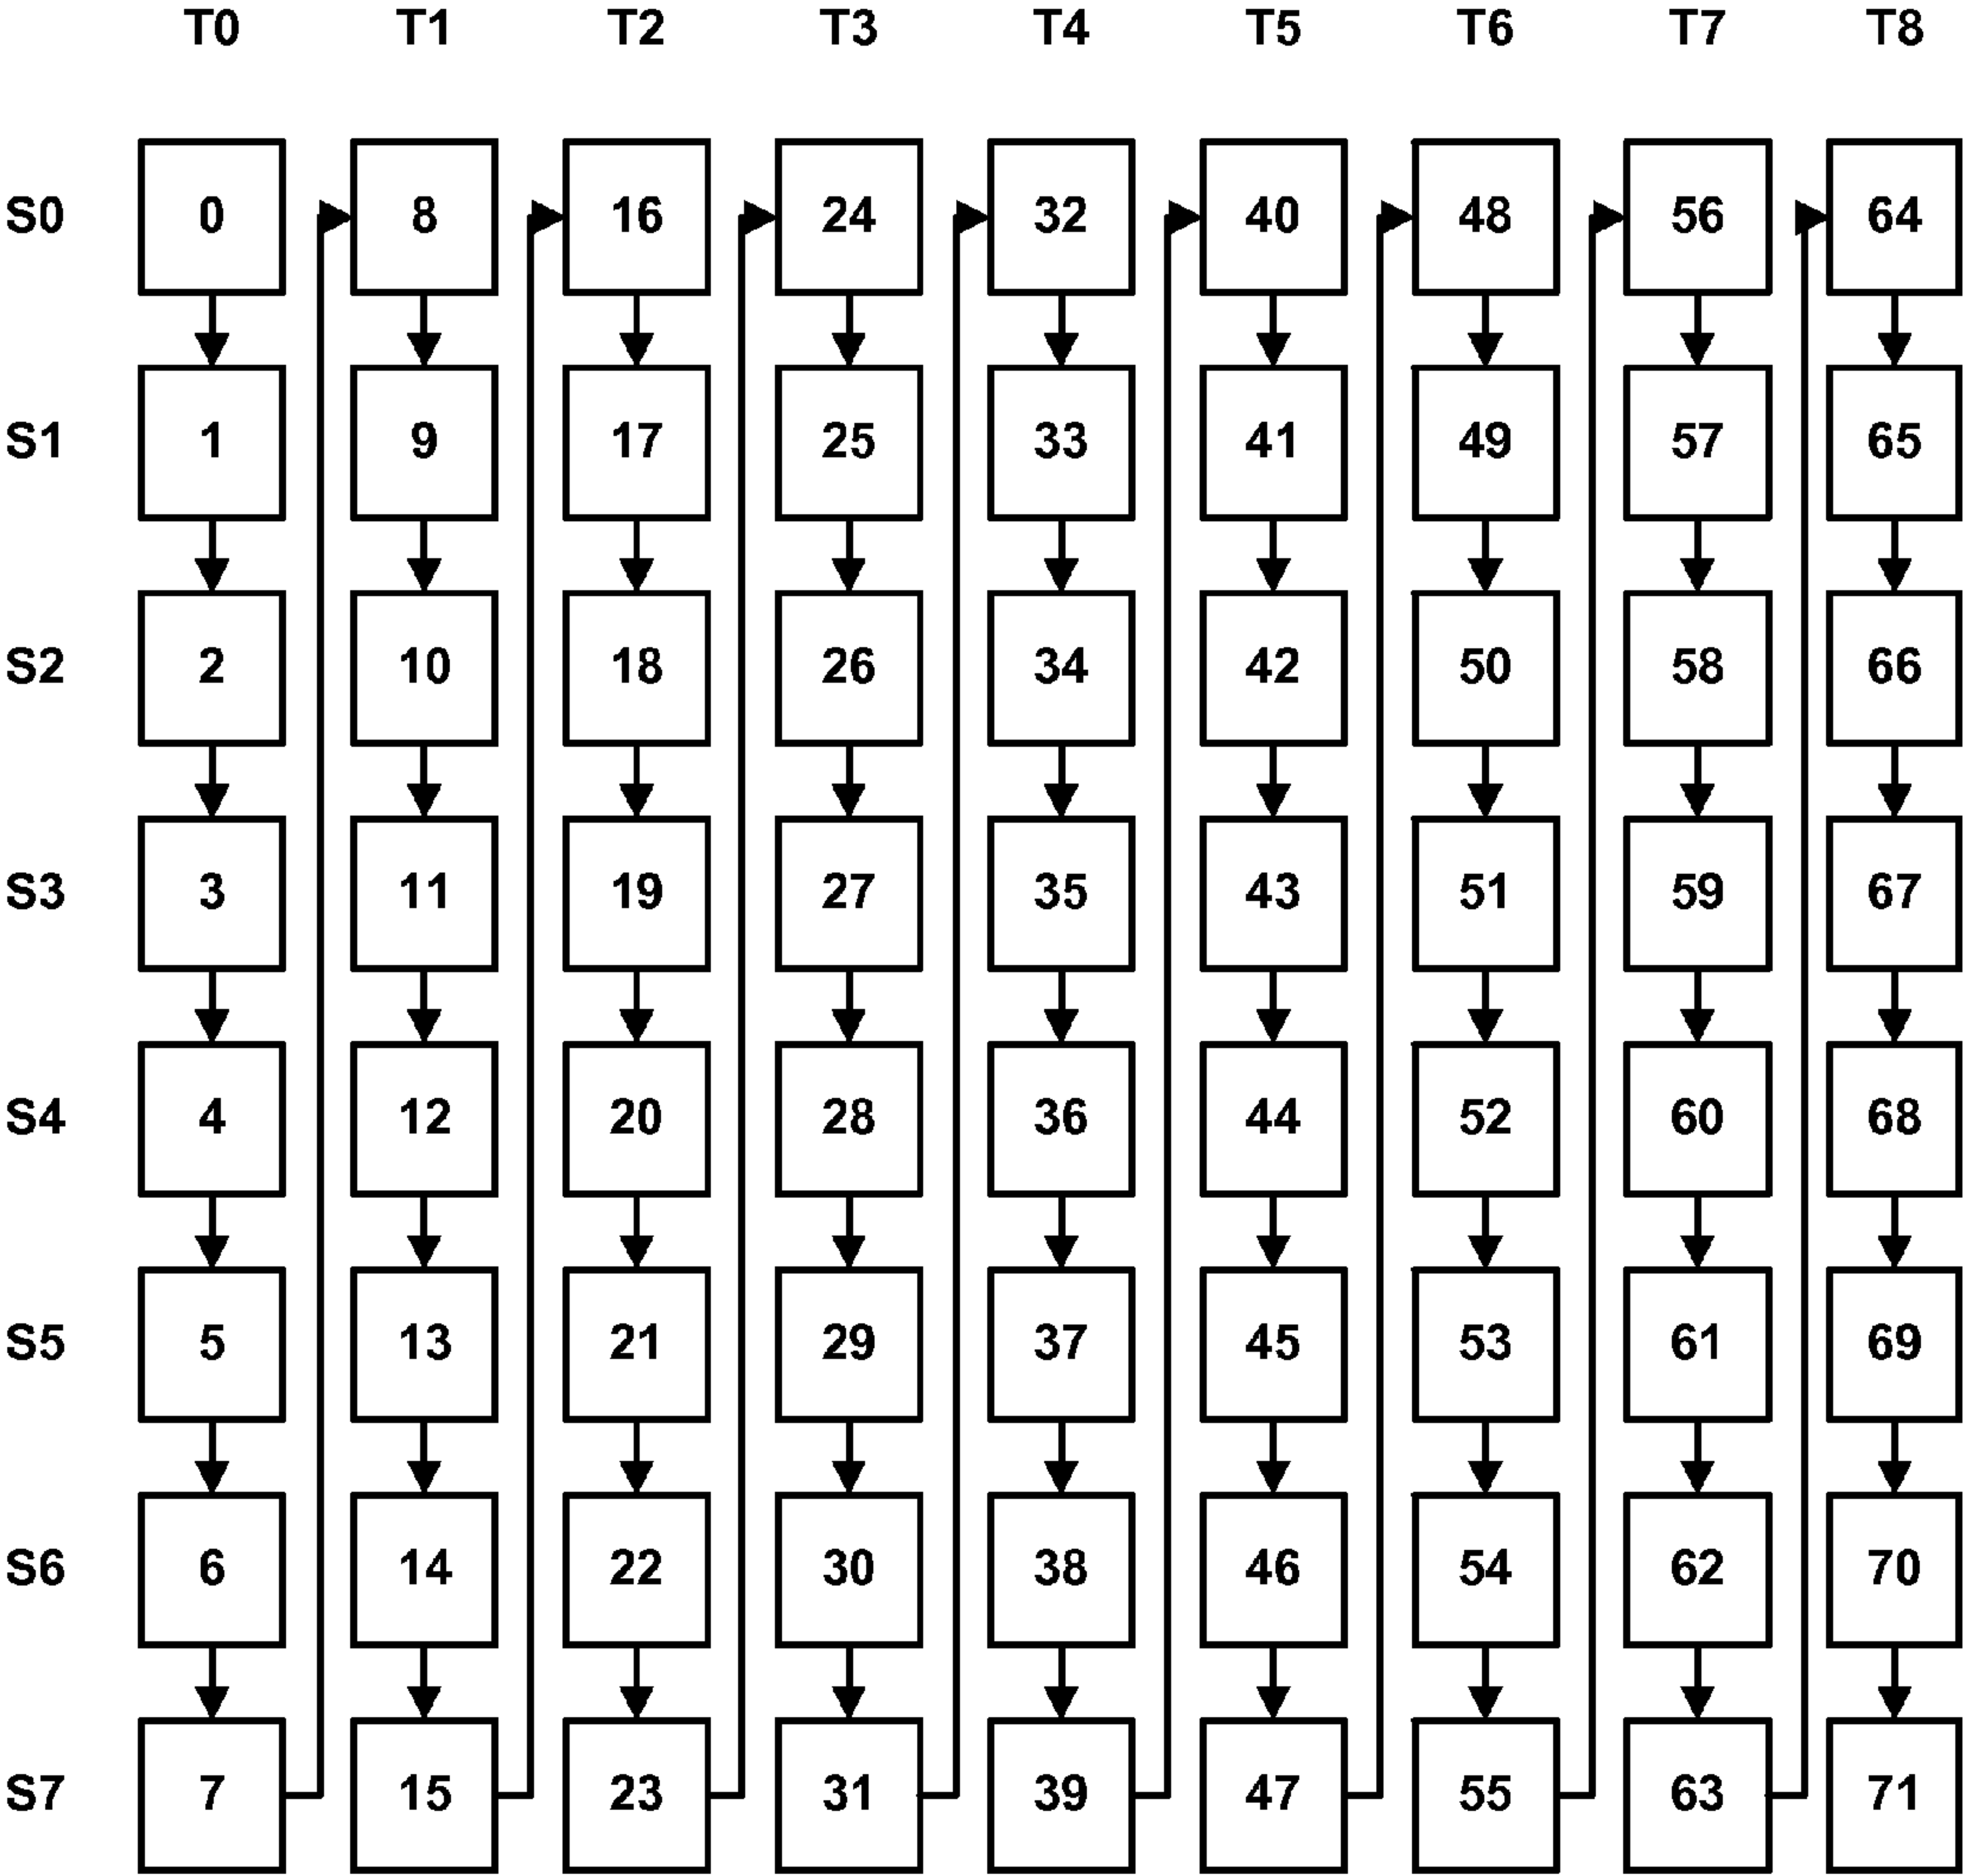 T0 T1 T2 T3 T4 T5 T6 T7 T8
S0 0 8 16 24 32 40 48 56 64
S1 1 9 17 25 33 41 49 57 65
S2 2 10 18 26 34 42 50 58 66
S3 3 11 19 27 35 43 51 59 67
S4 4 12 20 28 36 44 52 60 68
S5 5 13 21 29 37 45 53 61 69
S6 6 14 22 30 38 46 54 62 70
S7 7 15 23 31 39 47 55 63 71